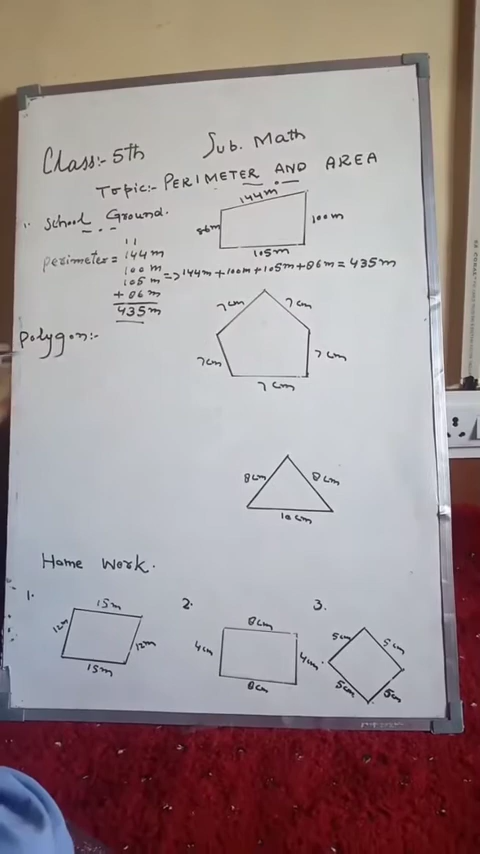 Class:- 5th Sub. Math
Topic:- PERIMETER AND AREA
1. School Ground.
144m
86m
100m
105m
perimeter = 144m
100m
105m
+ 86m
435m
=> 144m + 100m + 105m + 86m = 435m
Polygon:-
7cm 7cm
7cm 7cm
7cm
8cm 8cm
10cm
Home Work.
1. 2. 3.
15m
12m 12m
15m
8cm
4cm 4cm
8cm
5cm 5cm
5cm 5cm